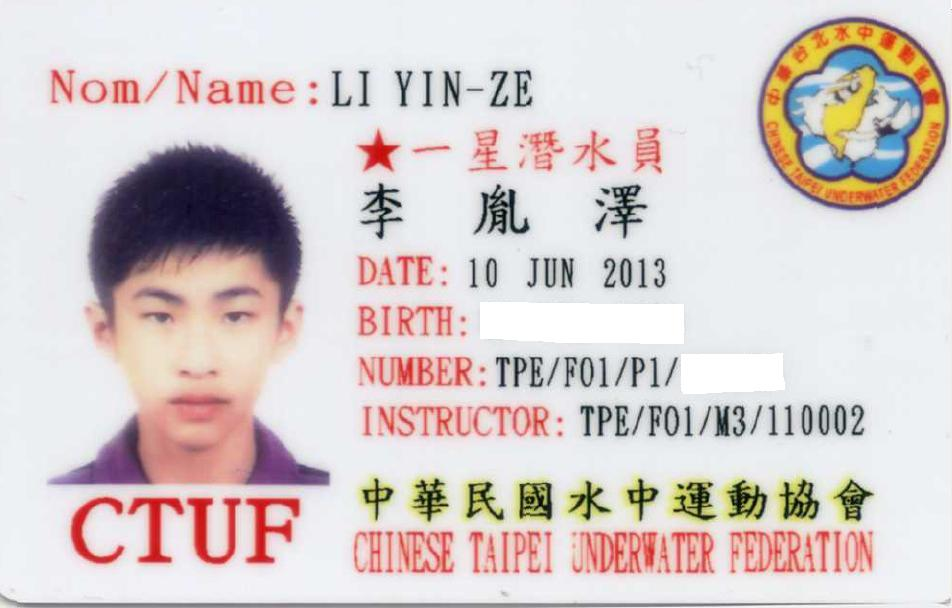 Nom/Name:LI YIN-ZE
★一星潛水員
李胤澤
DATE: 10 JUN 2013
BIRTH:
NUMBER:TPE/F01/P1/
INSTRUCTOR: TPE/F01/M3/110002
CTUF
中華民國水中運動協會
CHINESE TAIPEI UNDERWATER FEDERATION
中華台北水中運動協會
CHINESE TAIPEI UNDERWATER FEDERATION